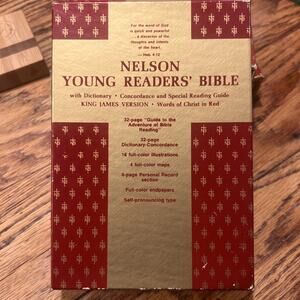 For the word of God
is quick and powerful
. . . a discerner of the
thoughts and intents
of the heart.
— Heb. 4:12
NELSON
YOUNG READERS' BIBLE
with Dictionary • Concordance and Special Reading Guide
KING JAMES VERSION • Words of Christ in Red
32-page "Guide to the
Adventure of Bible
Reading"
32-page
Dictionary-Concordance
16 full-color illustrations
4 full-color maps
6-page Personal Record
section
Full-color endpapers
Self-pronouncing type